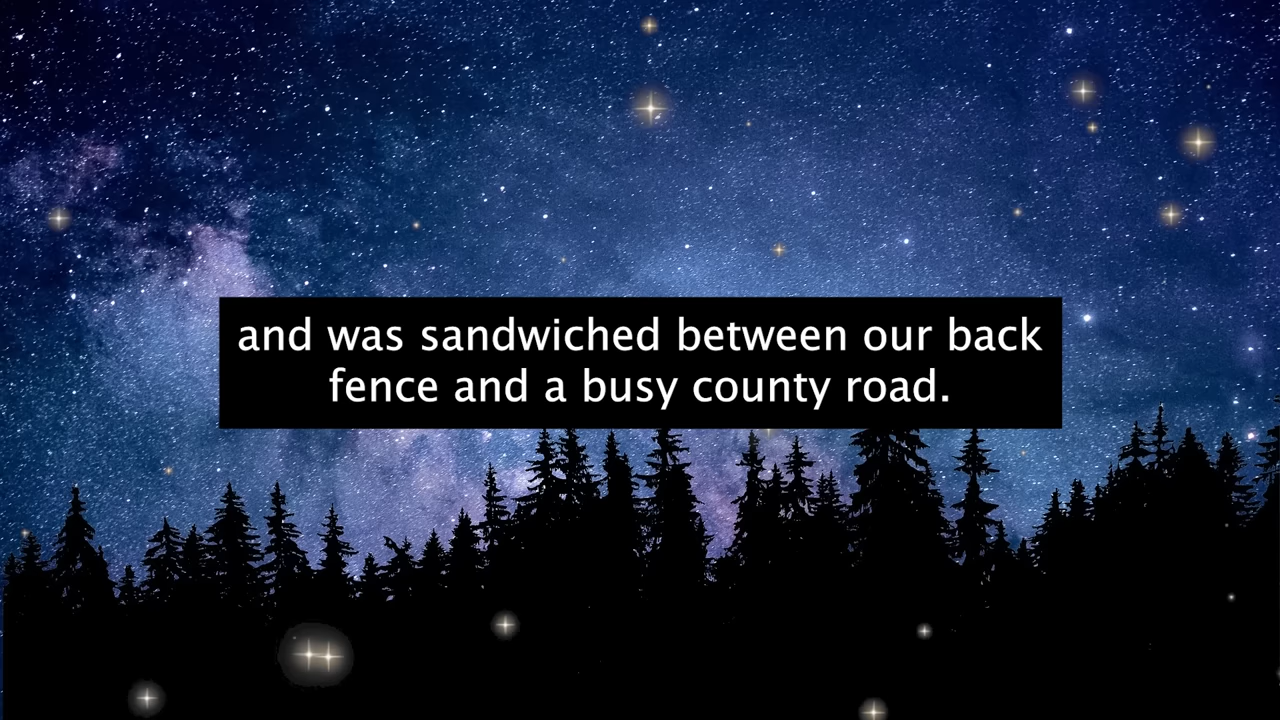 and was sandwiched between our back
fence and a busy county road.